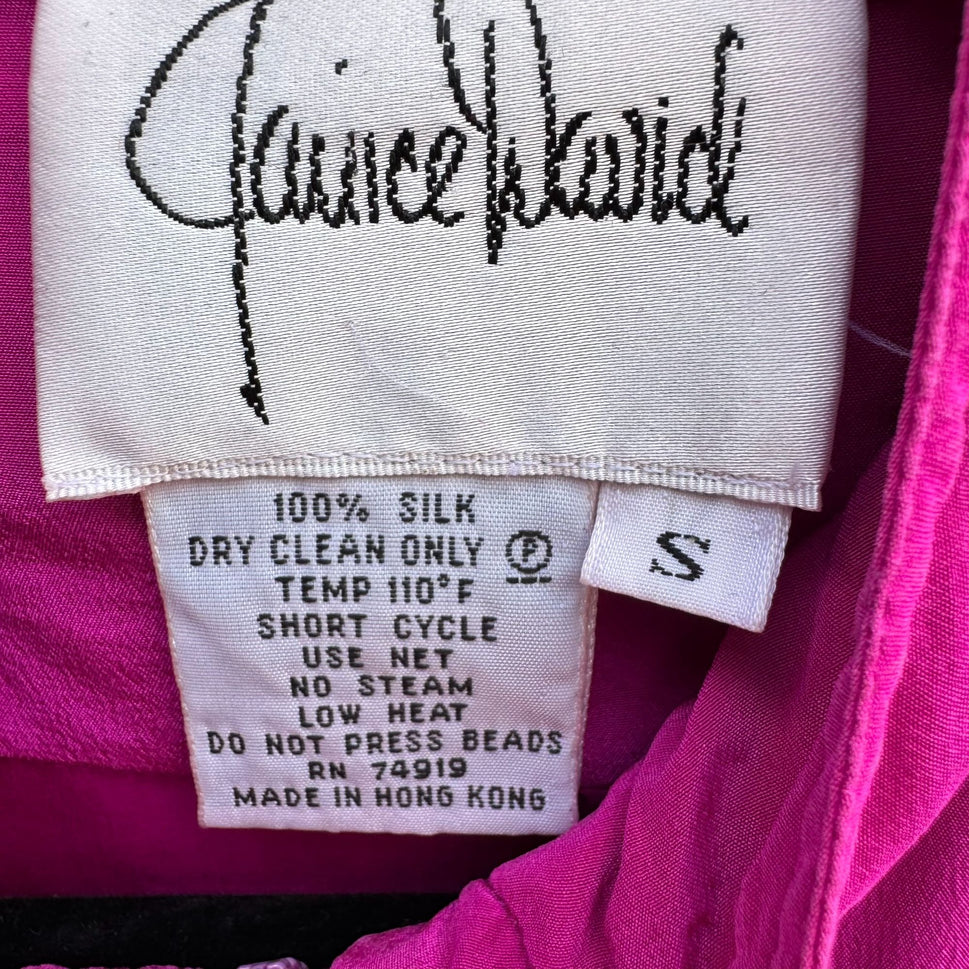 Janice David
100% SILK
DRY CLEAN ONLY Ⓟ
TEMP 110°F
SHORT CYCLE
USE NET
NO STEAM
LOW HEAT
DO NOT PRESS BEADS
RN 74919
MADE IN HONG KONG
S